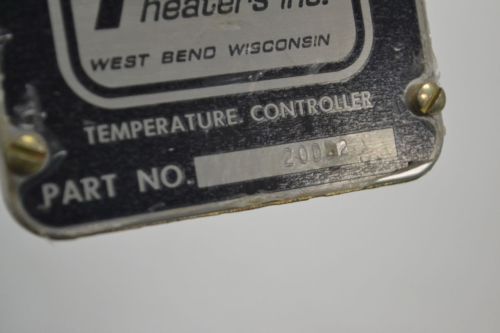 heaters inc.
WEST BEND WISCONSIN
TEMPERATURE CONTROLLER
PART NO.